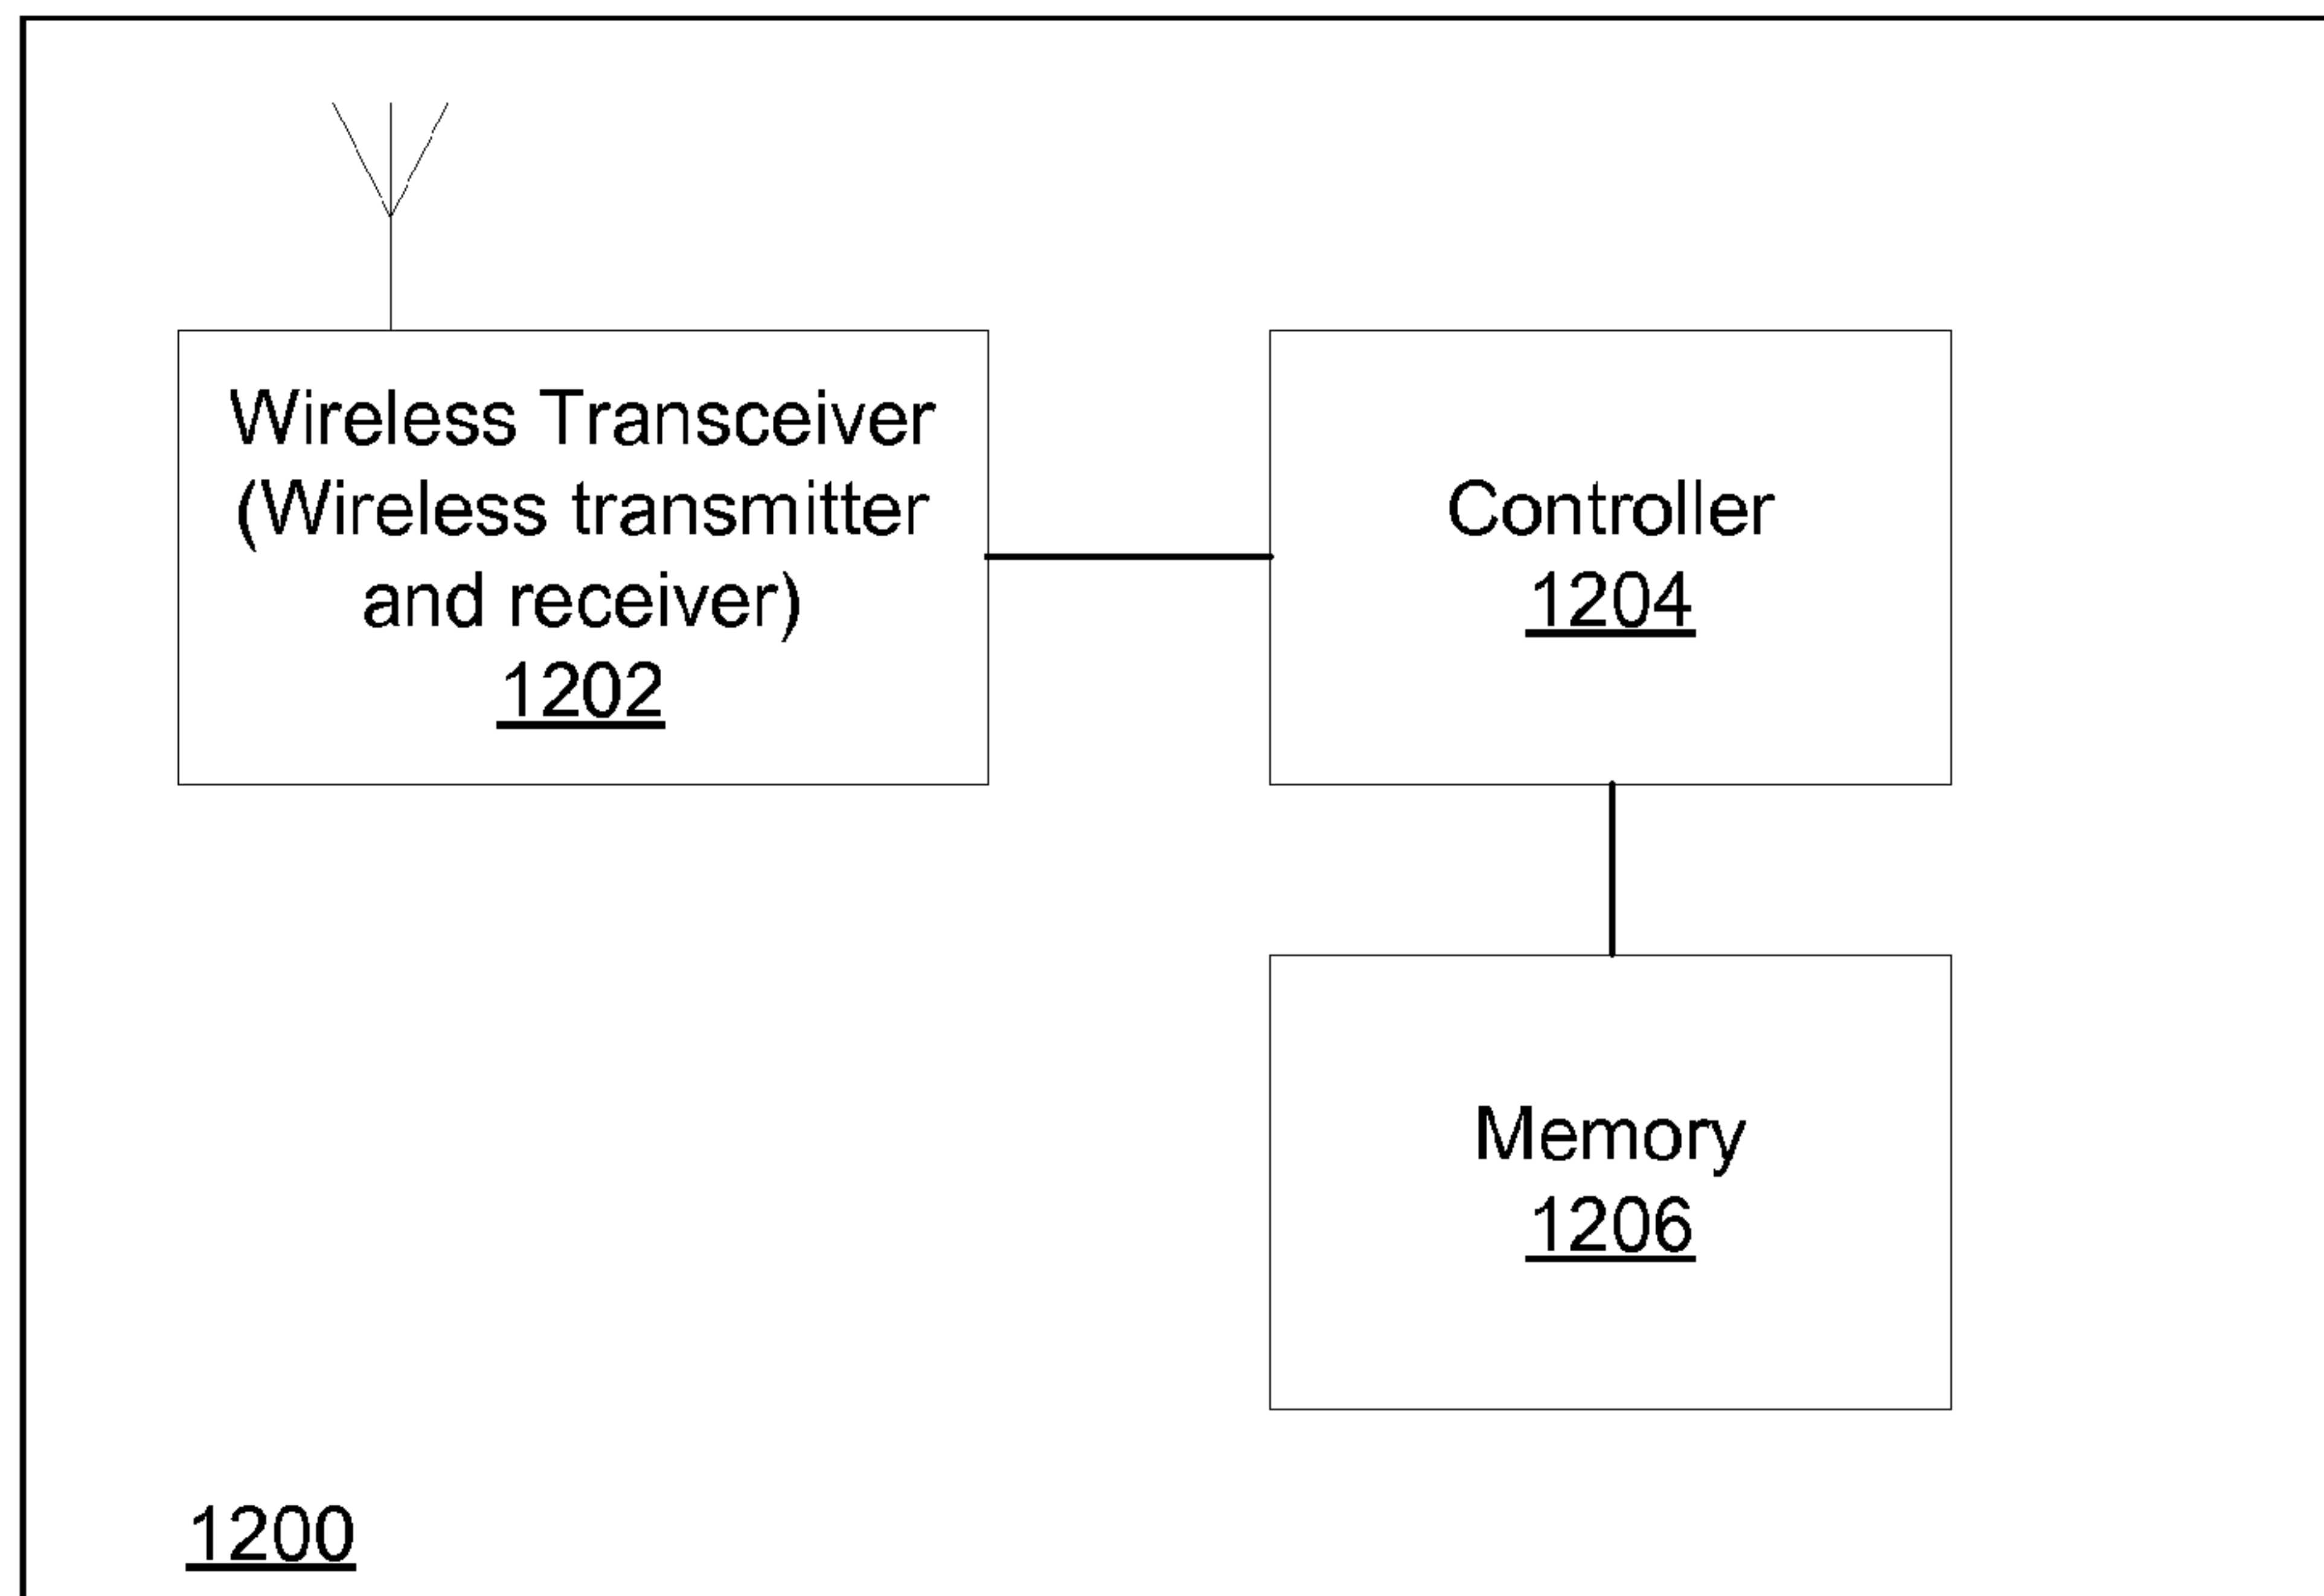 Wireless Transceiver
(Wireless transmitter
and receiver)
1202
Controller
1204
Memory
1206
1200